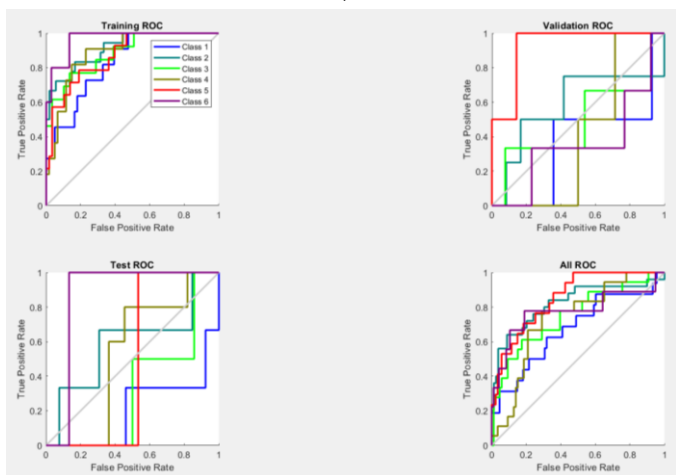 Training ROC
1
0.8
0.6
0.4
0.2
0
True Positive Rate
0 0.2 0.4 0.6 0.8 1
False Positive Rate
Class 1
Class 2
Class 3
Class 4
Class 5
Class 6
Validation ROC
1
0.8
0.6
0.4
0.2
0
True Positive Rate
0 0.2 0.4 0.6 0.8 1
False Positive Rate
Test ROC
1
0.8
0.6
0.4
0.2
0
True Positive Rate
0 0.2 0.4 0.6 0.8 1
False Positive Rate
All ROC
1
0.8
0.6
0.4
0.2
0
True Positive Rate
0 0.2 0.4 0.6 0.8 1
False Positive Rate